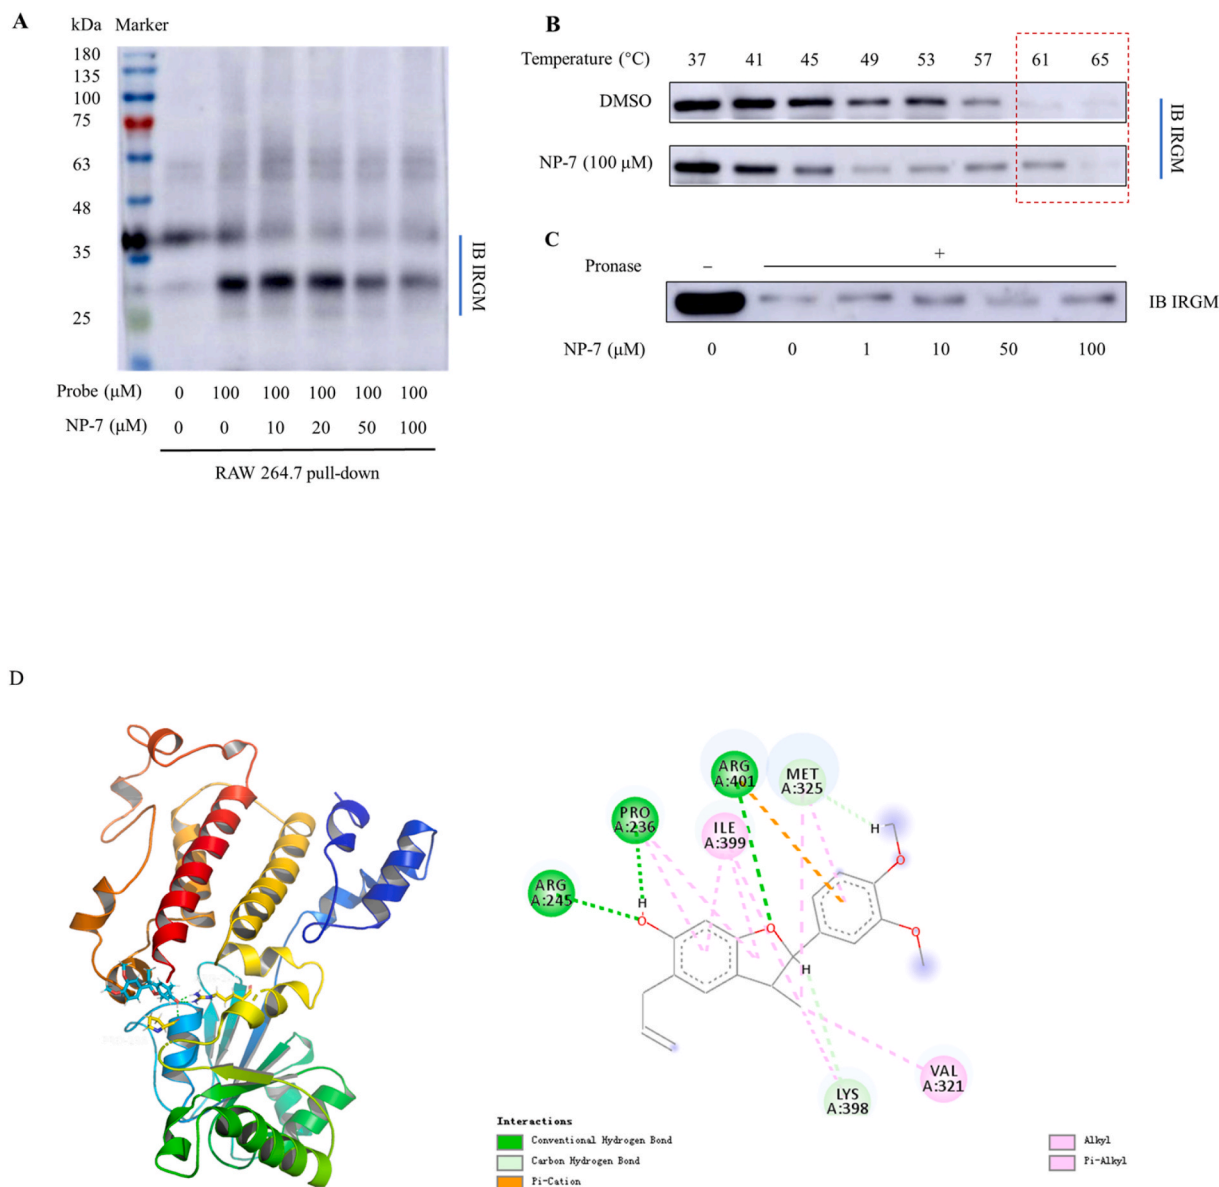 A
kDa Marker
180
135
100
75
63
48
35
25
IB IRGM
Probe (μM) 0 100 100 100 100 100
NP-7 (μM) 0 0 10 20 50 100
RAW 264.7 pull-down
B
Temperature (°C) 37 41 45 49 53 57 61 65
DMSO
NP-7 (100 μM)
IB IRGM
C
Pronase – +
IB IRGM
NP-7 (μM) 0 0 1 10 50 100
D
ARG
A:401
MET
A:325
PRO
A:236
ILE
A:399
ARG
A:245
H
O
O
H
H
O
O
VAL
A:321
LYS
A:398
Interactions
Conventional Hydrogen Bond
Carbon Hydrogen Bond
Pi-Cation
Alkyl
Pi-Alkyl